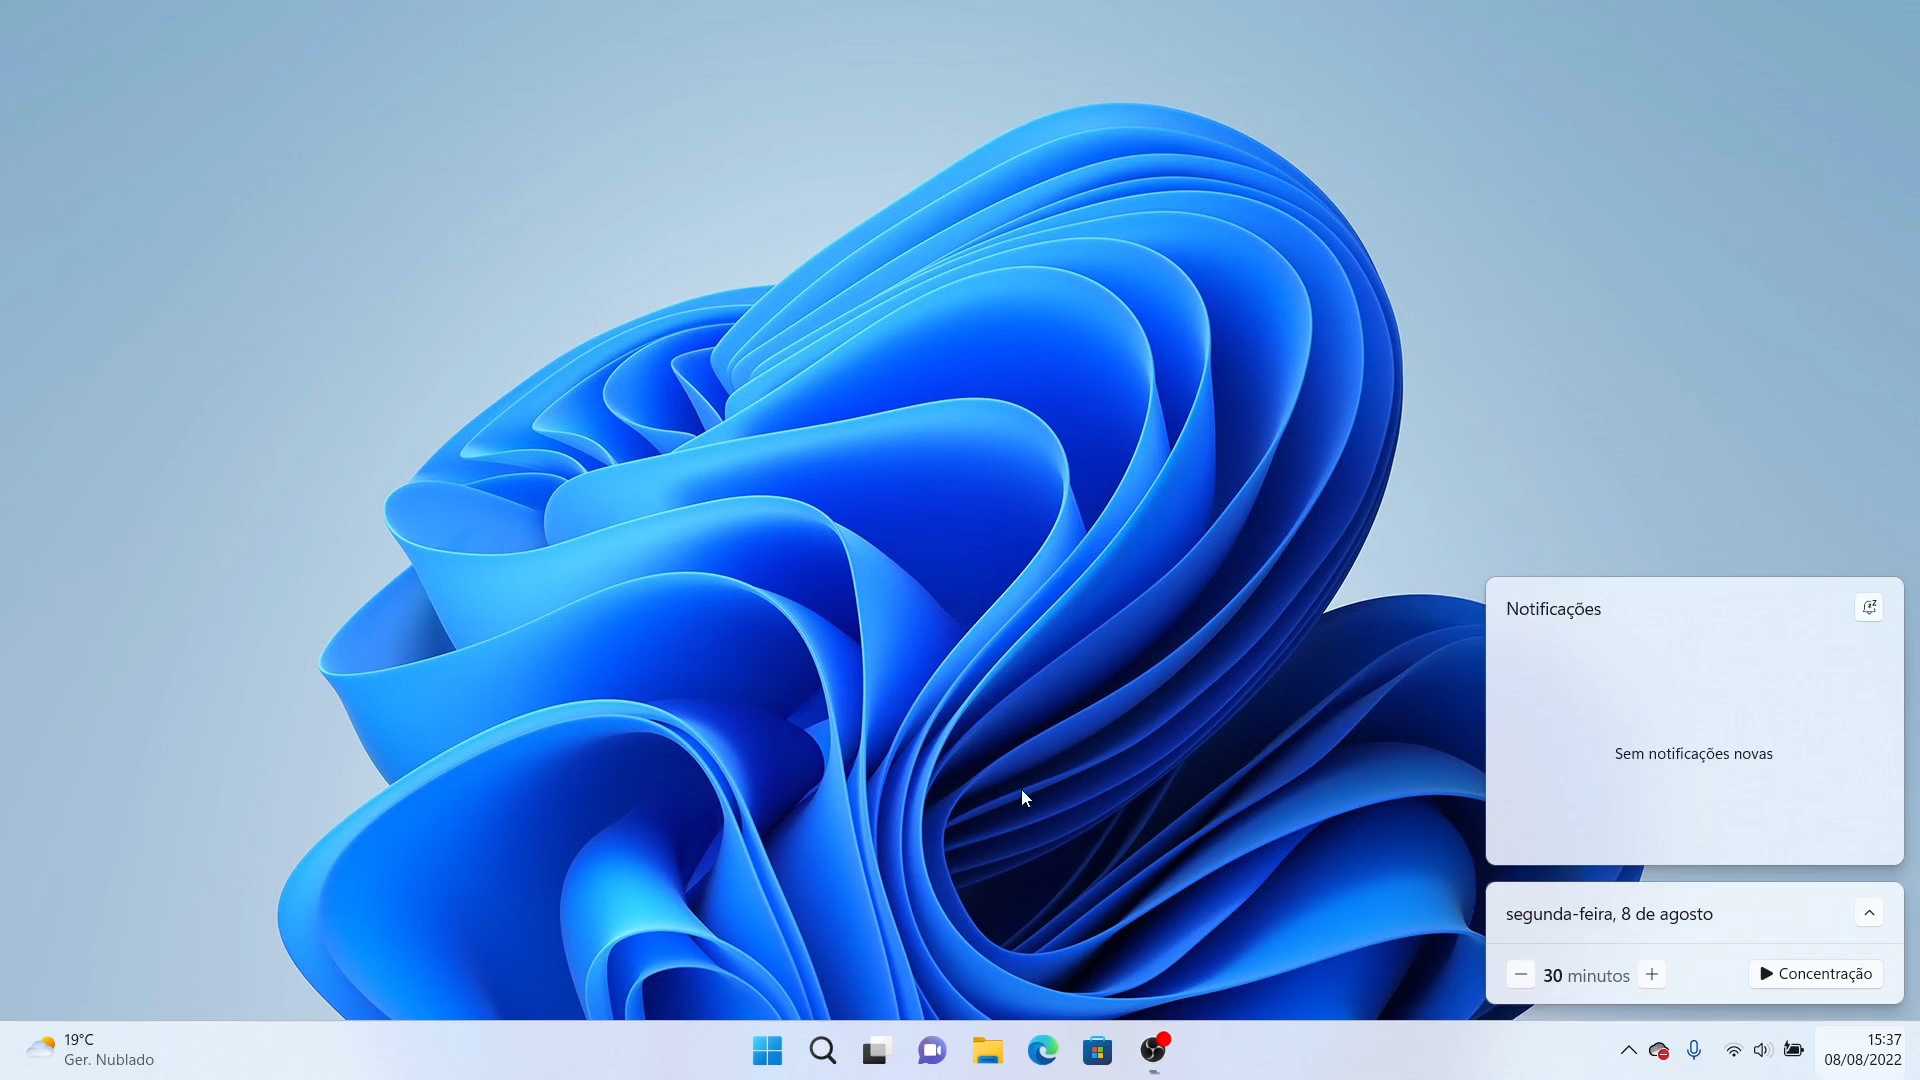 Notificações
Sem notificações novas
segunda-feira, 8 de agosto
30 minutos
Concentração
19°C
Ger. Nublado
15:37
08/08/2022